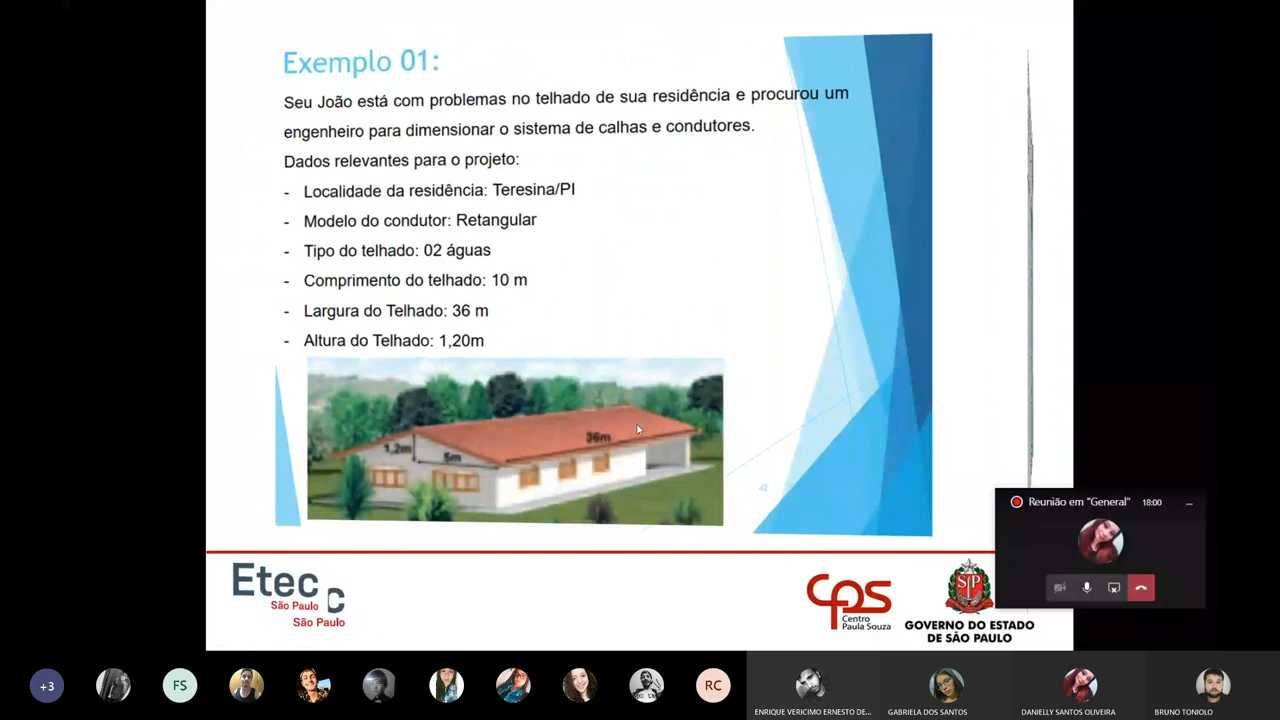 Exemplo 01:
Seu João está com problemas no telhado de sua residência e procurou um
engenheiro para dimensionar o sistema de calhas e condutores.
Dados relevantes para o projeto:
- Localidade da residência: Teresina/PI
- Modelo do condutor: Retangular
- Tipo do telhado: 02 águas
- Comprimento do telhado: 10 m
- Largura do Telhado: 36 m
- Altura do Telhado: 1,20m
1,2m
5m
36m
42
Reunião em "General" 18:00
Etec
São Paulo
São Paulo
cps
Centro
Paula Souza
SP
GOVERNO DO ESTADO
DE SÃO PAULO
+3
FS
RC
ENRIQUE VERICIMO ERNESTO DE...
GABRIELA DOS SANTOS
DANIELLY SANTOS OLIVEIRA
BRUNO TONIOLO